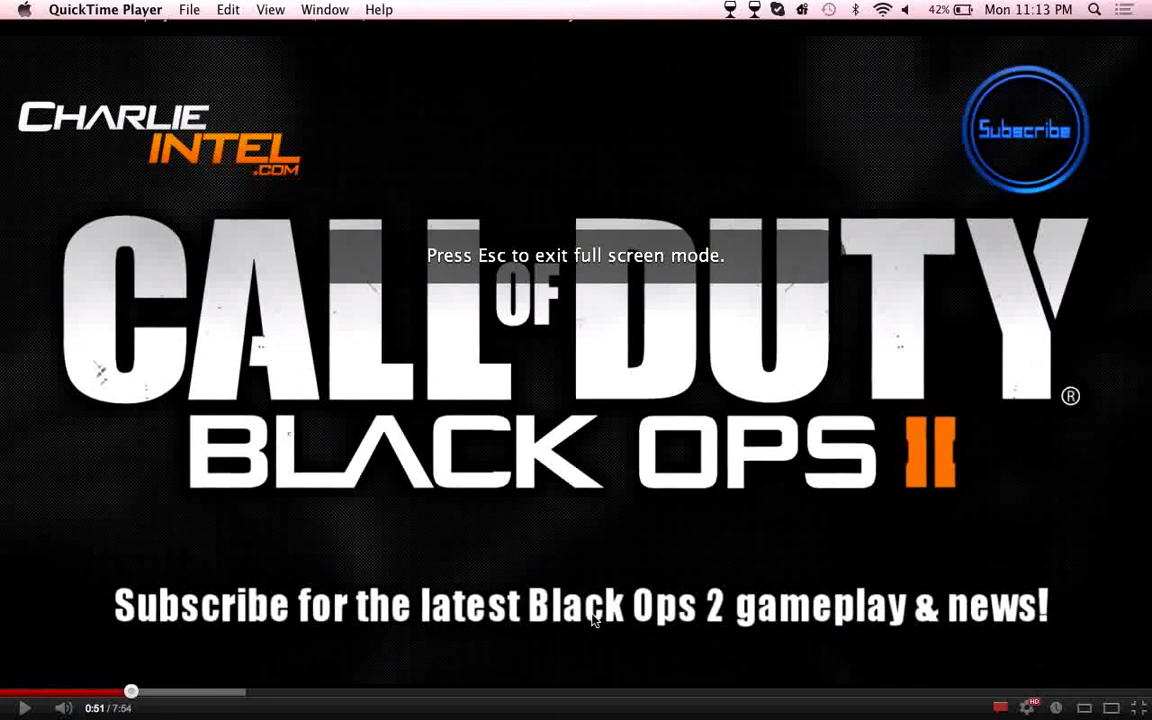 QuickTime Player File Edit View Window Help 42% Mon 11:13 PM
CHARLIE
INTEL
.COM
Subscribe
CALL OF DUTY®
Press Esc to exit full screen mode.
BLACK OPS II
Subscribe for the latest Black Ops 2 gameplay & news!
0:51 / 7:54 HD